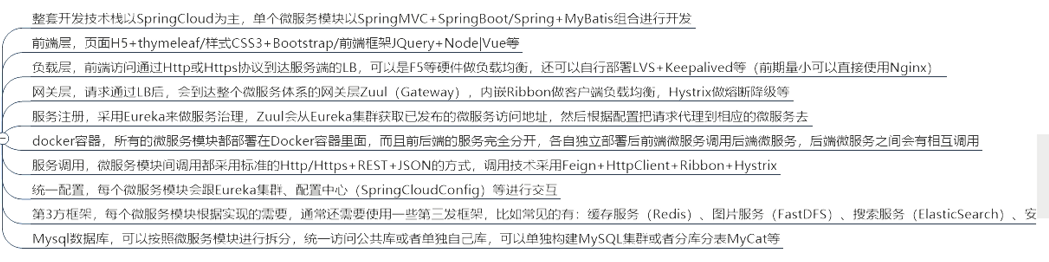 整套开发技术栈以SpringCloud为主，单个微服务模块以SpringMVC+SpringBoot/Spring+MyBatis组合进行开发
前端层，页面H5+thymeleaf/样式CSS3+Bootstrap/前端框架JQuery+Node|Vue等
负载层，前端访问通过Http或Https协议到达服务端的LB，可以是F5等硬件做负载均衡，还可以自行部署LVS+Keepalived等（前期量小可以直接使用Nginx）
网关层，请求通过LB后，会到达整个微服务体系的网关层Zuul（Gateway），内嵌Ribbon做客户端负载均衡，Hystrix做熔断降级等
服务注册，采用Eureka来做服务治理，Zuul会从Eureka集群获取已发布的微服务访问地址，然后根据配置把请求代理到相应的微服务去
docker容器，所有的微服务模块都部署在Docker容器里面，而且前后端的服务完全分开，各自独立部署后前端微服务调用后端微服务，后端微服务之间会有相互调用
服务调用，微服务模块间调用都采用标准的Http/Https+REST+JSON的方式，调用技术采用Feign+HttpClient+Ribbon+Hystrix
统一配置，每个微服务模块会跟Eureka集群、配置中心（SpringCloudConfig）等进行交互
第3方框架，每个微服务模块根据实现的需要，通常还需要使用一些第三发框架，比如常见的有：缓存服务（Redis）、图片服务（FastDFS）、搜索服务（ElasticSearch）、安
Mysql数据库，可以按照微服务模块进行拆分，统一访问公共库或者单独自己库，可以单独构建MySQL集群或者分库分表MyCat等